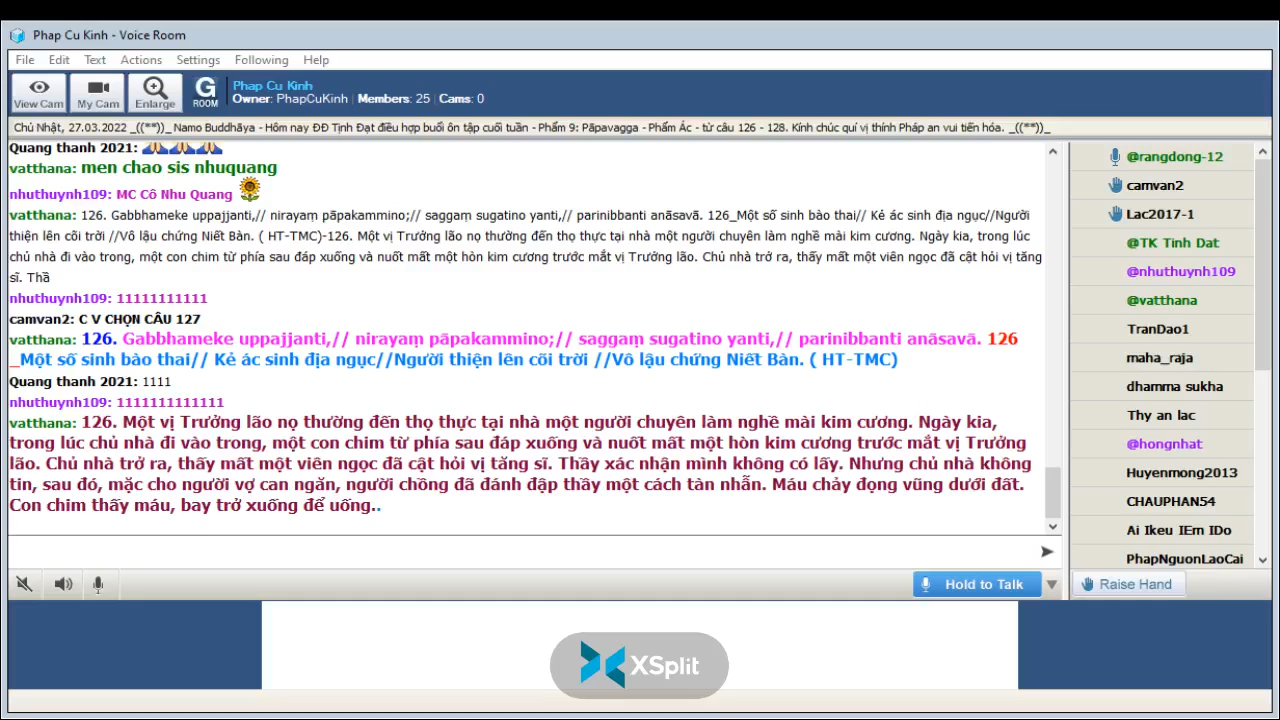 Phap Cu Kinh - Voice Room
File Edit Text Actions Settings Following Help
View Cam My Cam Enlarge G ROOM
Phap Cu Kinh
Owner: PhapCuKinh | Members: 25 | Cams: 0
Chủ Nhật, 27.03.2022 _((**))_ Namo Buddhāya - Hôm nay ĐĐ Tịnh Đạt điều hợp buổi ôn tập cuối tuần - Phẩm 9: Pāpavagga - Phẩm Ác - từ câu 126 - 128. Kính chúc quí vị thính Pháp an vui tiến hóa. _((**))_
Quang thanh 2021: 🙏🙏🙏
vatthana: men chao sis nhuquang
nhuthuynh109: MC Cô Nhu Quang 🌻
vatthana: 126. Gabbhameke uppajjanti,// nirayaṃ pāpakammino;// saggaṃ sugatino yanti,// parinibbanti anāsavā. 126_Một số sinh bào thai// Kẻ ác sinh địa ngục//Người
thiện lên cõi trời //Vô lậu chứng Niết Bàn. ( HT-TMC)-126. Một vị Trưởng lão nọ thường đến thọ thực tại nhà một người chuyên làm nghề mài kim cương. Ngày kia, trong lúc
chủ nhà đi vào trong, một con chim từ phía sau đáp xuống và nuốt mất một hòn kim cương trước mắt vị Trưởng lão. Chủ nhà trở ra, thấy mất một viên ngọc đã cật hỏi vị tăng
sĩ. Thầ
nhuthuynh109: 11111111111
camvan2: C V CHỌN CÂU 127
vatthana: 126. Gabbhameke uppajjanti,// nirayaṃ pāpakammino;// saggaṃ sugatino yanti,// parinibbanti anāsavā. 126
_Một số sinh bào thai// Kẻ ác sinh địa ngục//Người thiện lên cõi trời //Vô lậu chứng Niết Bàn. ( HT-TMC)
Quang thanh 2021: 1111
nhuthuynh109: 1111111111111
vatthana: 126. Một vị Trưởng lão nọ thường đến thọ thực tại nhà một người chuyên làm nghề mài kim cương. Ngày kia,
trong lúc chủ nhà đi vào trong, một con chim từ phía sau đáp xuống và nuốt mất một hòn kim cương trước mắt vị Trưởng
lão. Chủ nhà trở ra, thấy mất một viên ngọc đã cật hỏi vị tăng sĩ. Thầy xác nhận mình không có lấy. Nhưng chủ nhà không
tin, sau đó, mặc cho người vợ can ngăn, người chồng đã đánh đập thầy một cách tàn nhẫn. Máu chảy đọng vũng dưới đất.
Con chim thấy máu, bay trở xuống để uống..
@rangdong-12
camvan2
Lac2017-1
@TK Tinh Dat
@nhuthuynh109
@vatthana
TranDao1
maha_raja
dhamma sukha
Thy an lac
@hongnhat
Huyenmong2013
CHAUPHAN54
Ai Ikeu IEm IDo
PhapNguonLaoCai
Hold to Talk
Raise Hand
XSplit